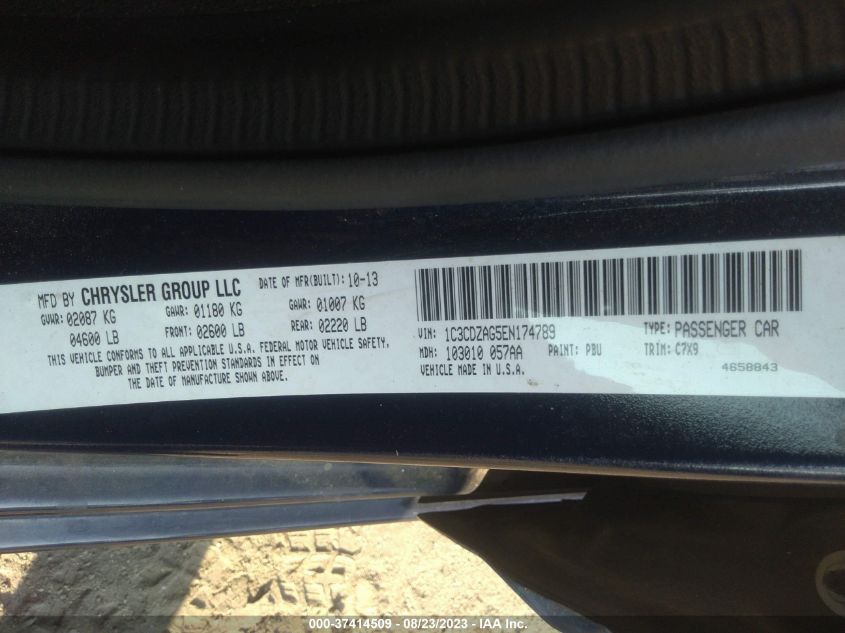 MFD BY CHRYSLER GROUP LLC DATE OF MFR(BUILT): 10-13
GVWR: 02087 KG GAWR: 01180 KG GAWR: 01007 KG
04600 LB FRONT: 02600 LB REAR: 02220 LB
THIS VEHICLE CONFORMS TO ALL APPLICABLE U.S.A. FEDERAL MOTOR VEHICLE SAFETY,
BUMPER AND THEFT PREVENTION STANDARDS IN EFFECT ON
THE DATE OF MANUFACTURE SHOWN ABOVE.
VIN: 1C3CDZAG5EN174789 TYPE: PASSENGER CAR
MDH: 103010 057AA PAINT: PBU TRIM: C7X9
VEHICLE MADE IN U.S.A. 4658843
000-37414509 - 08/23/2023 - IAA Inc.